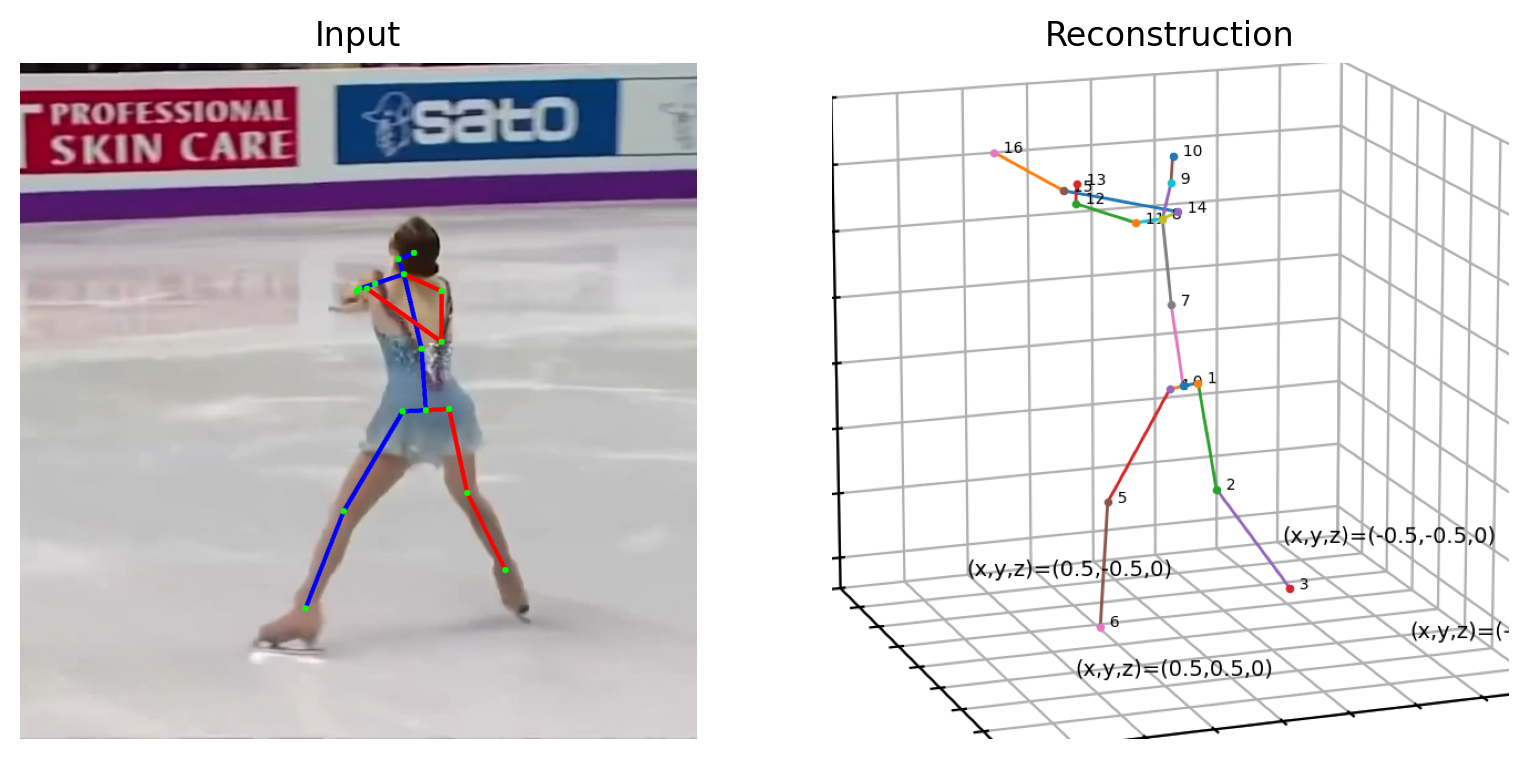 Input
Reconstruction
PROFESSIONAL
SKIN CARE
sato
16
10
13
15
9
12
14
11
8
7
4
0
1
5
2
(x,y,z)=(-0.5,-0.5,0)
(x,y,z)=(0.5,-0.5,0)
3
6
(x,y,z)=(-
(x,y,z)=(0.5,0.5,0)